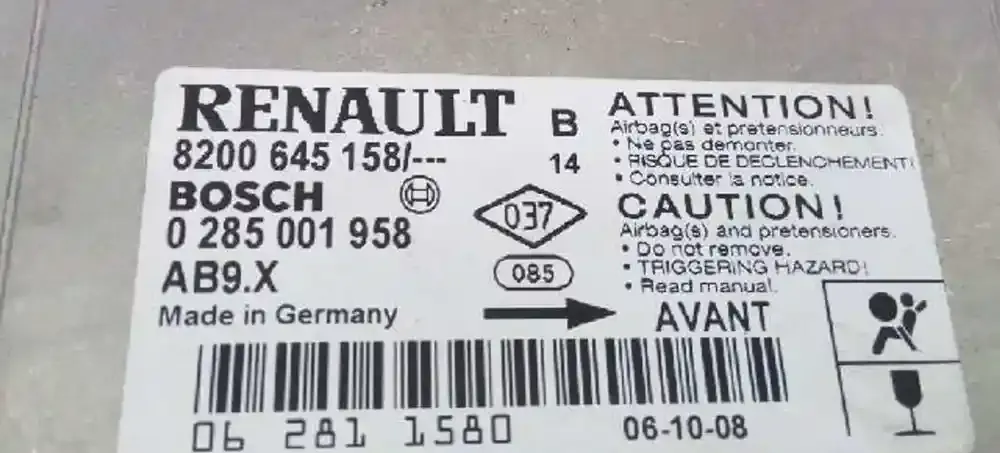 RENAULT
8200 645 158/---
BOSCH
0 285 001 958
AB9.X
Made in Germany
B
14
037
085
ATTENTION!
Airbag(s) et pretensionneurs.
• Ne pas demonter.
• RISQUE DE DECLENCHEMENT!
• Consulter la notice.
CAUTION!
Airbag(s) and pretensioners.
• Do not remove.
• TRIGGERING HAZARD!
• Read manual.
AVANT
06 281 1580
06-10-08